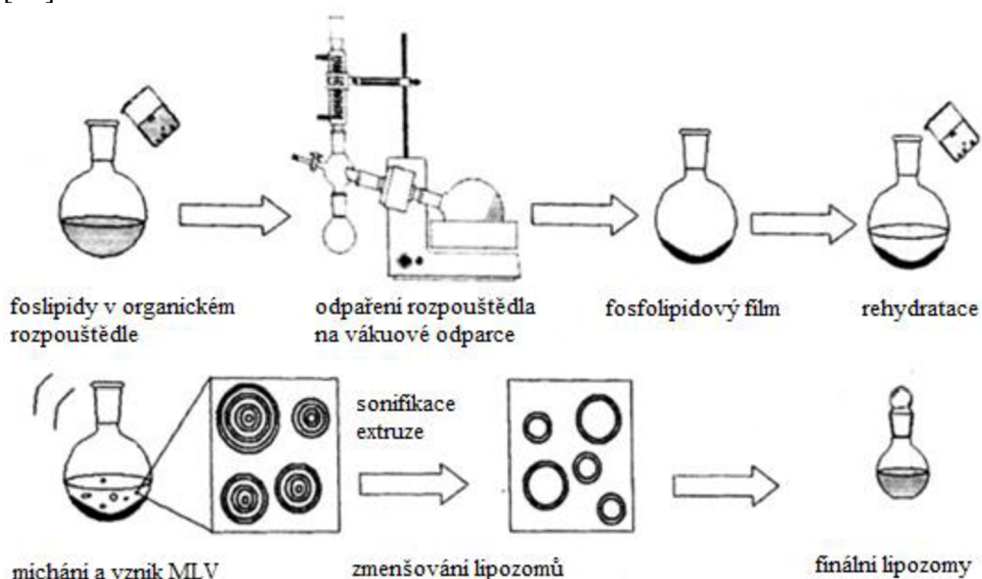 foslipidy v organickém
rozpouštědle
odpaření rozpouštědla
na vákuové odparce
fosfolipidový film
rehydratace
sonifikace
extruze
míchání a vznik MLV
zmenšování lipozomů
finální lipozomy